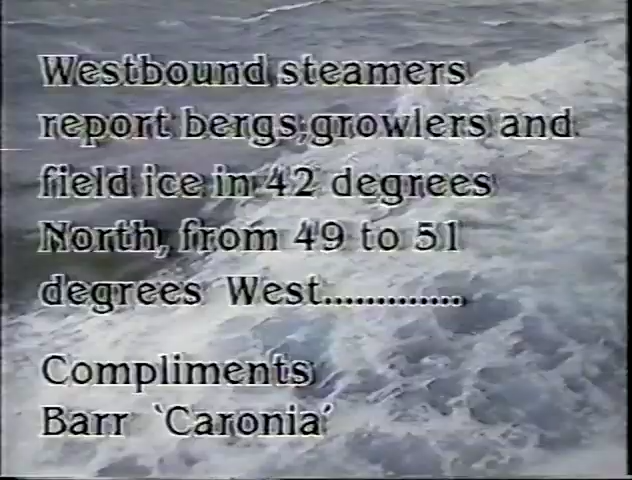 Westbound steamers
report bergs, growlers and
field ice in 42 degrees
North, from 49 to 51
degrees West.............
Compliments
Barr 'Caronia'